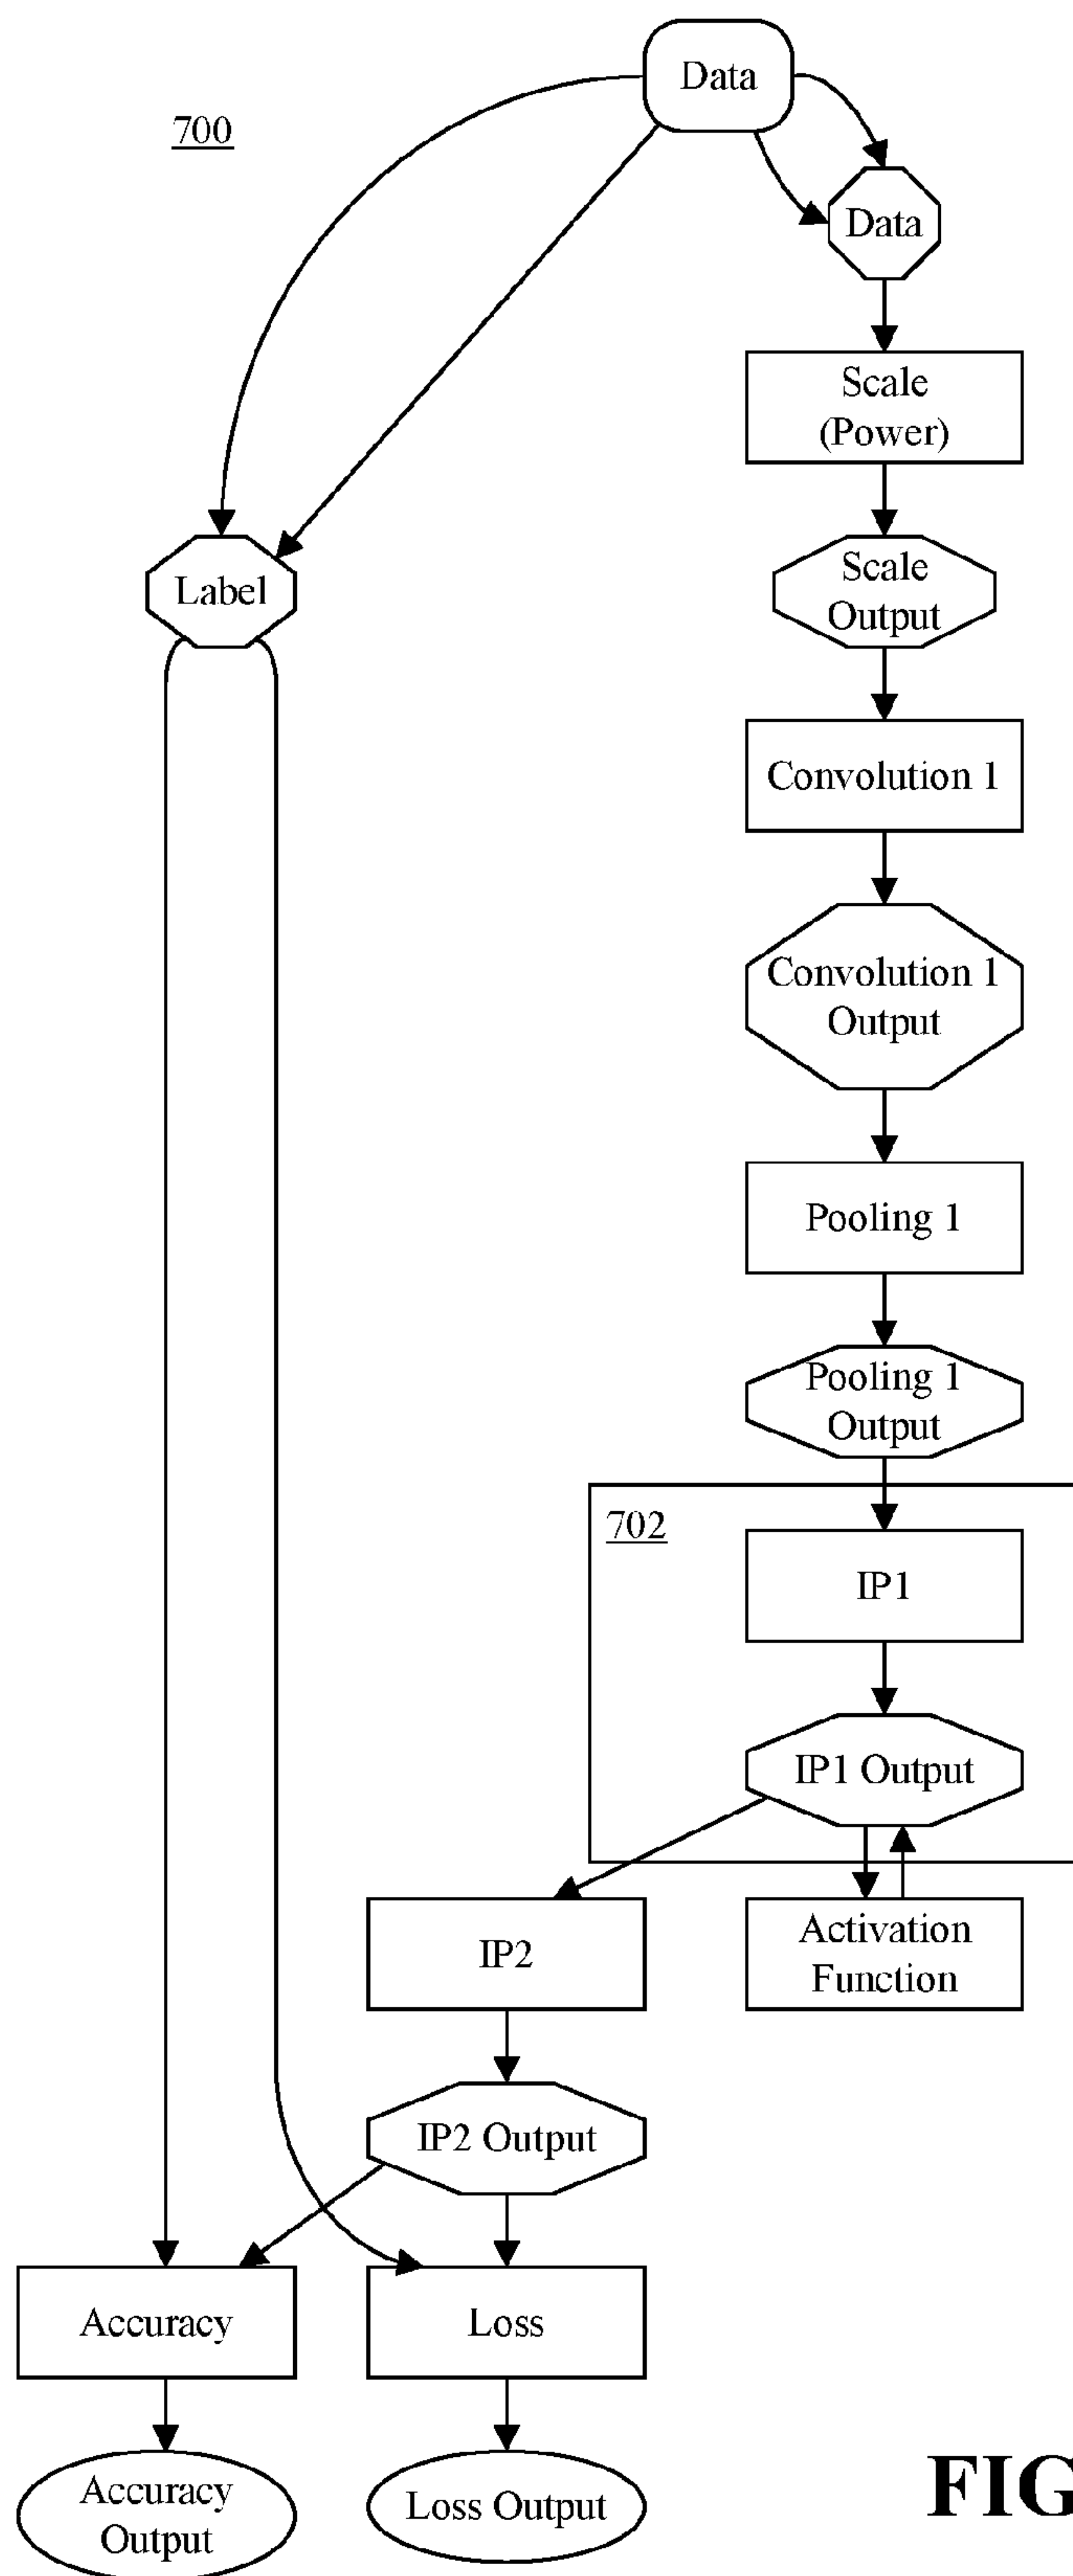 Data
700
Data
Scale
(Power)
Scale
Output
Label
Convolution 1
Convolution 1
Output
Pooling 1
Pooling 1
Output
702
IP1
IP1 Output
IP2
Activation
Function
IP2 Output
Accuracy
Loss
Accuracy
Output
Loss Output
FIG